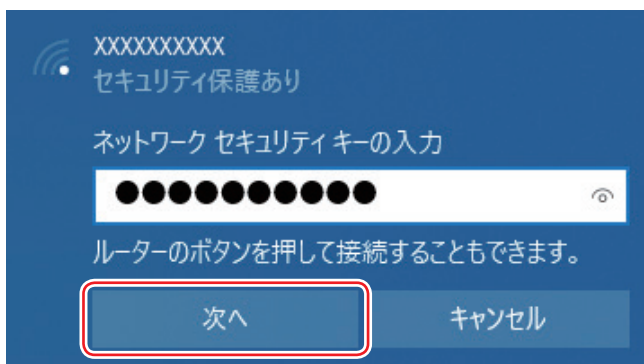 XXXXXXXXXX
セキュリティ保護あり
ネットワーク セキュリティ キーの入力
●●●●●●●●●●
ルーターのボタンを押して接続することもできます。
次へ
キャンセル